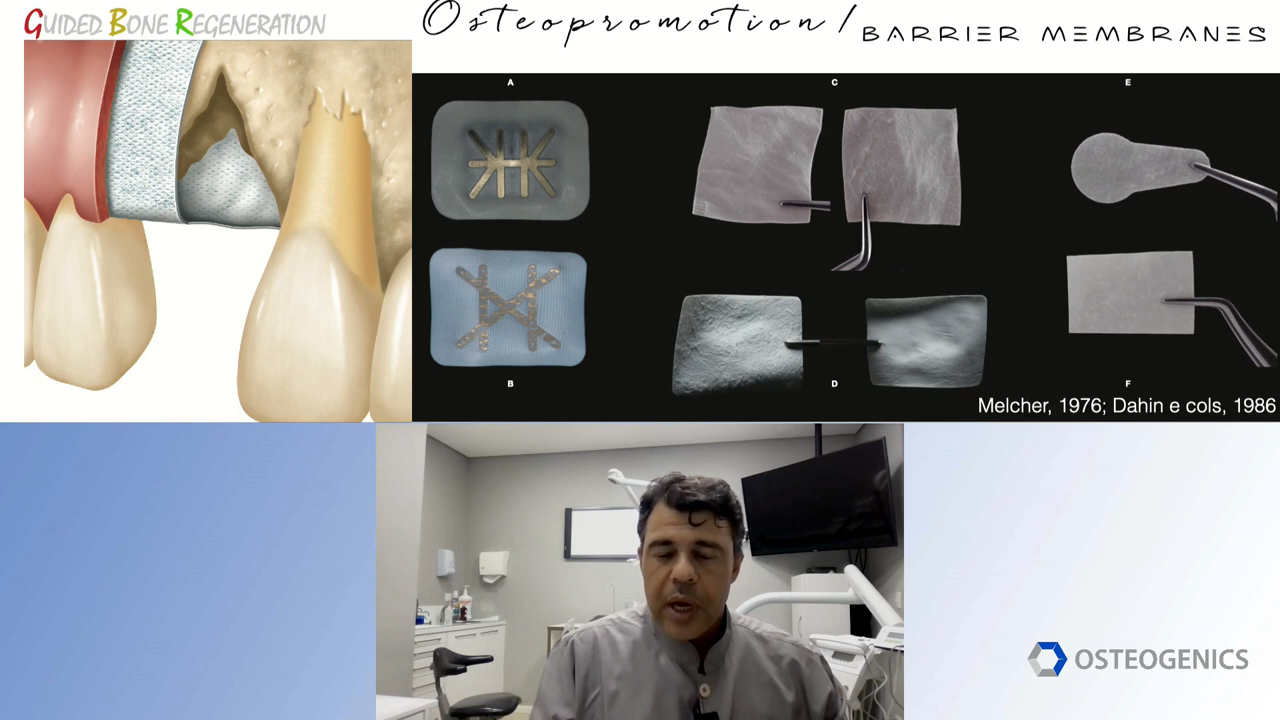 GUIDED BONE REGENERATION
Osteopromotion/
BARRIER MEMBRANES
A
C
E
B
D
F
Melcher, 1976; Dahin e cols, 1986
OSTEOGENICS